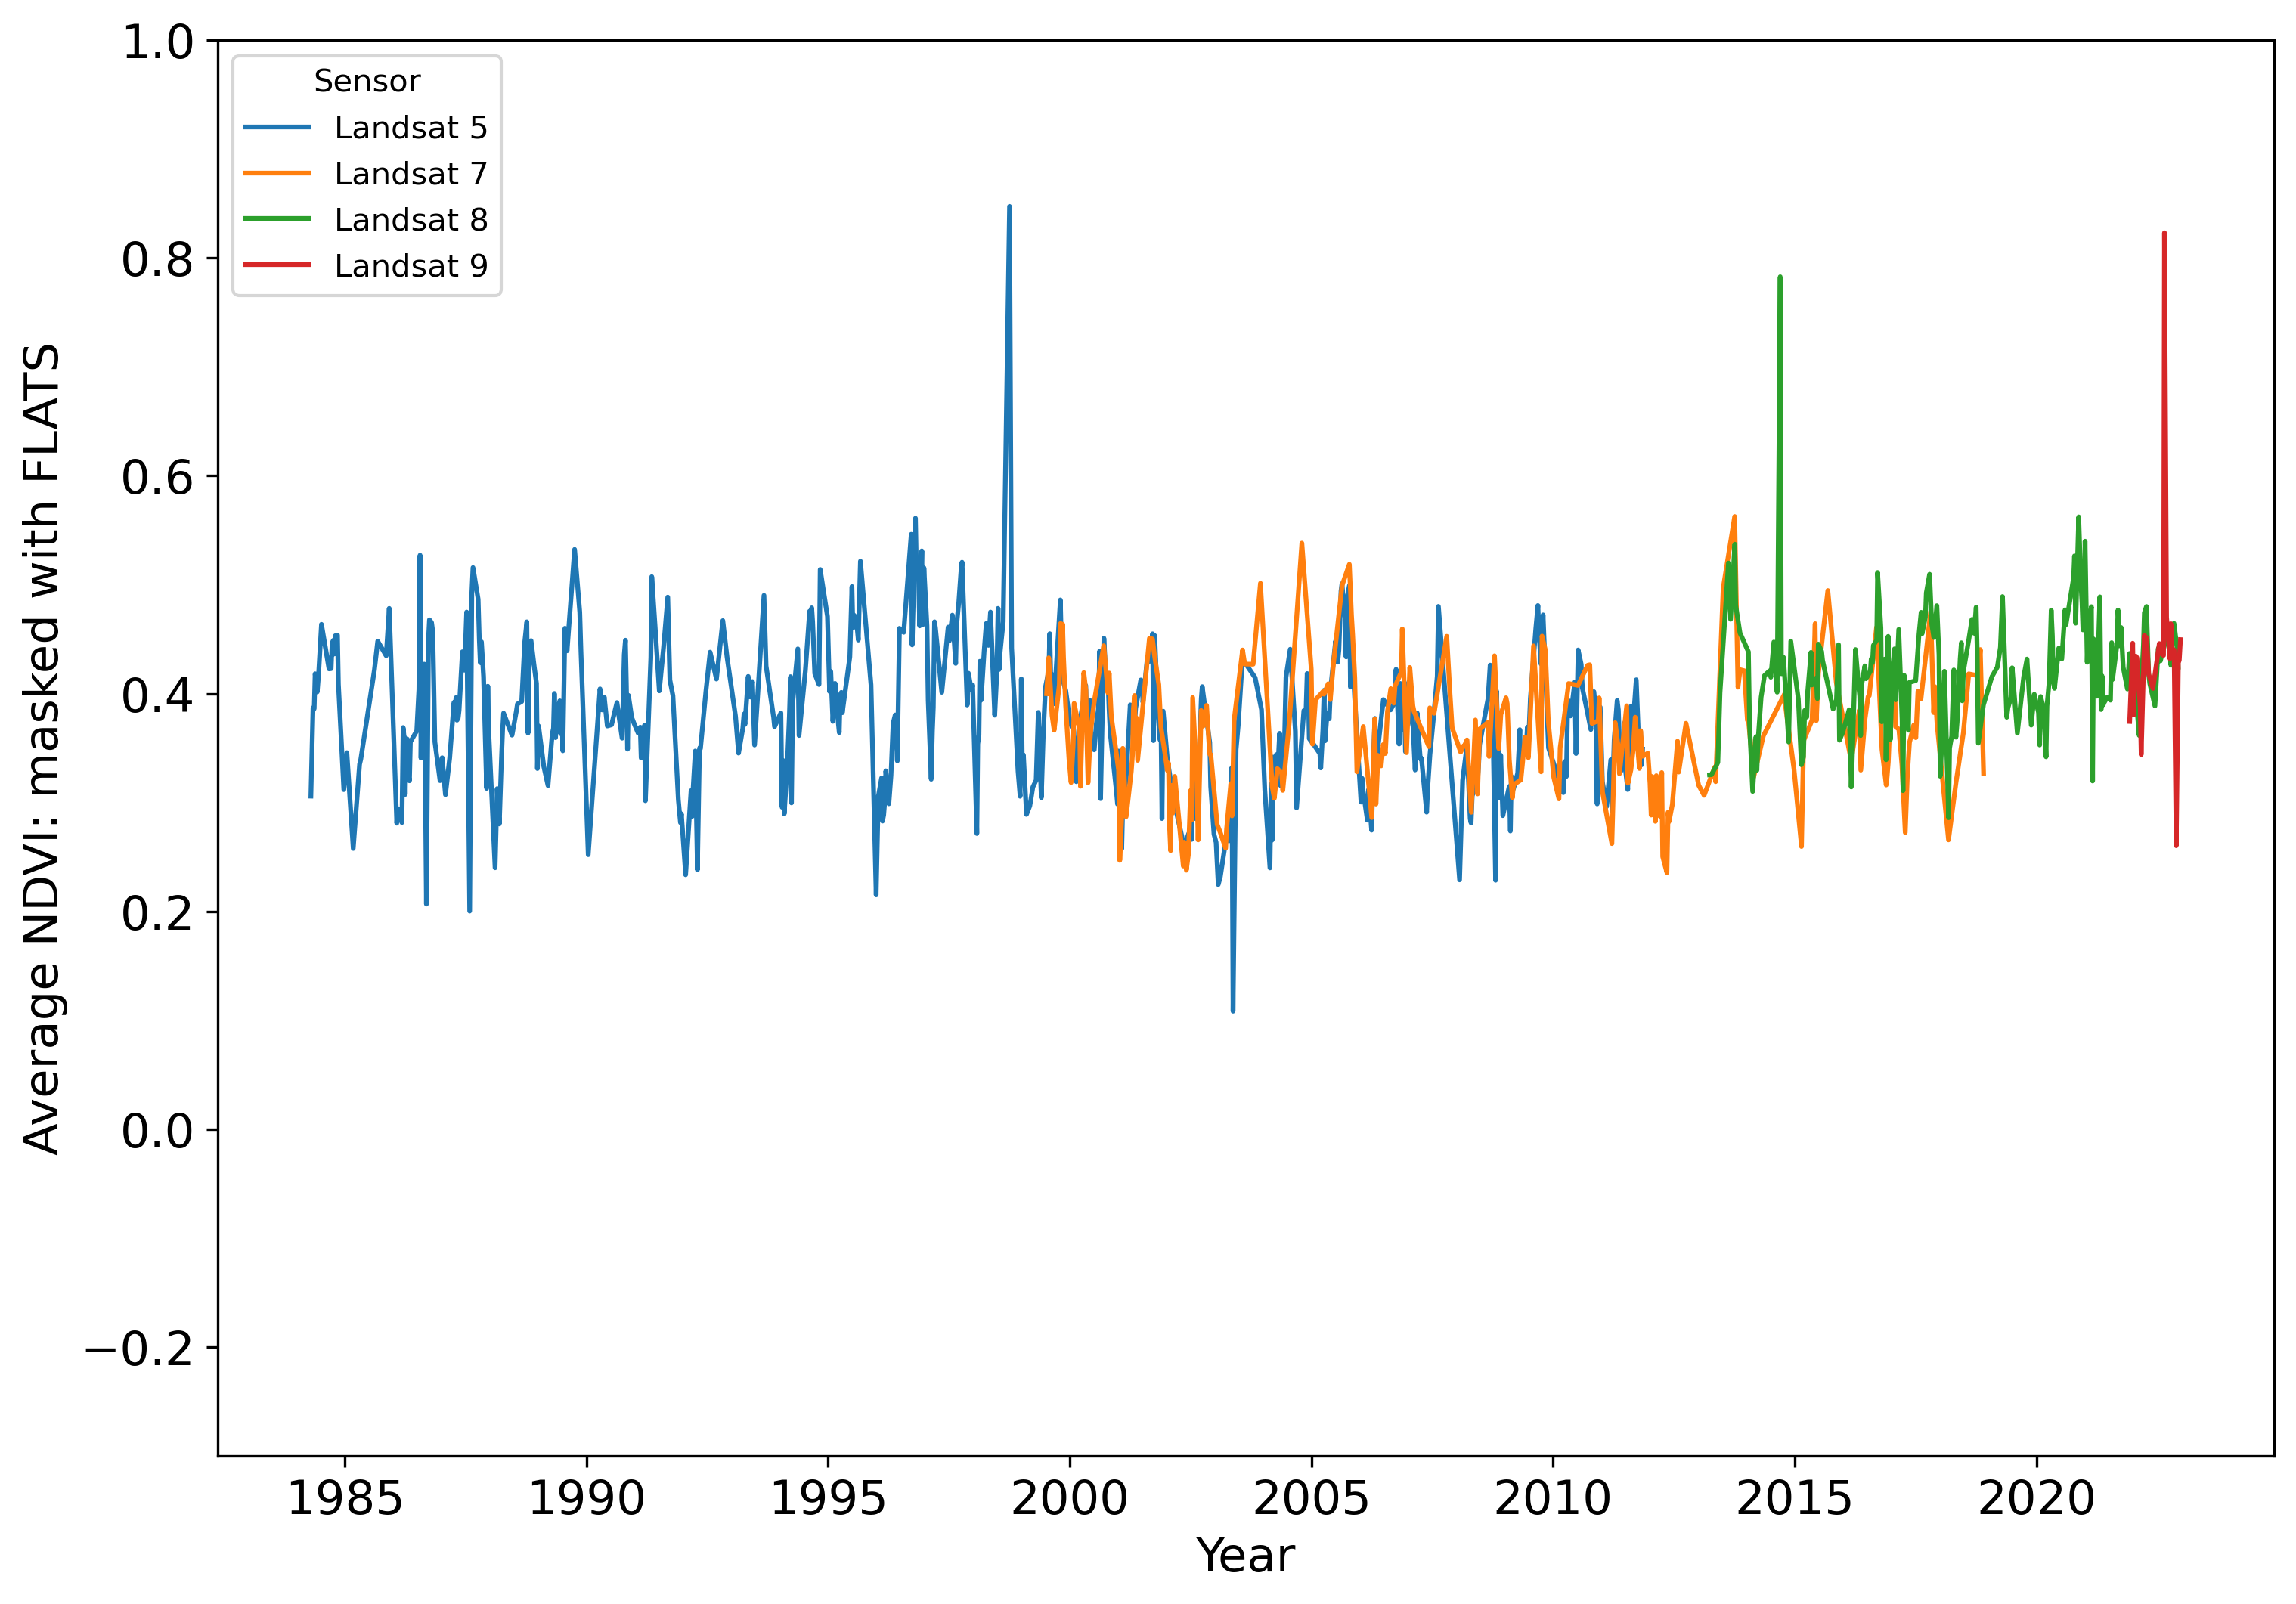 Sensor
Landsat 5
Landsat 7
Landsat 8
Landsat 9
Average NDVI: masked with FLATS
1.0
0.8
0.6
0.4
0.2
0.0
−0.2
1985 1990 1995 2000 2005 2010 2015 2020
Year